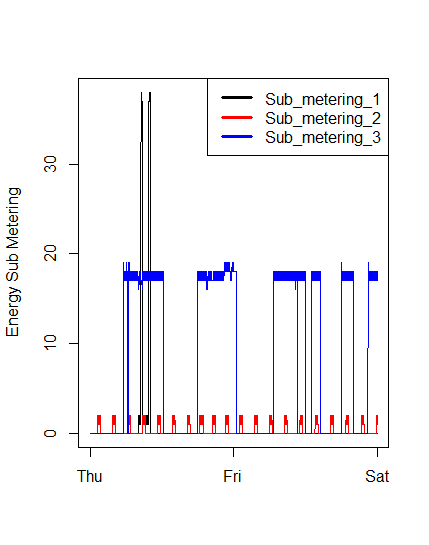 Sub_metering_1
Sub_metering_2
Sub_metering_3
Energy Sub Metering
30
20
10
0
Thu Fri Sat